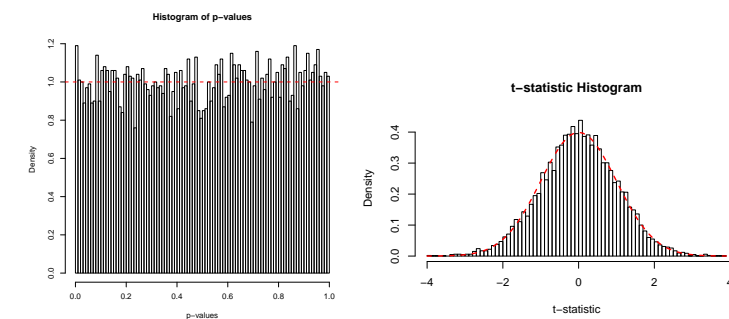 Histogram of p−values
Density
0.0 0.2 0.4 0.6 0.8 1.0 1.2
0.0 0.2 0.4 0.6 0.8 1.0
p−values
t−statistic Histogram
Density
0.0 0.1 0.2 0.3 0.4
−4 −2 0 2 4
t−statistic